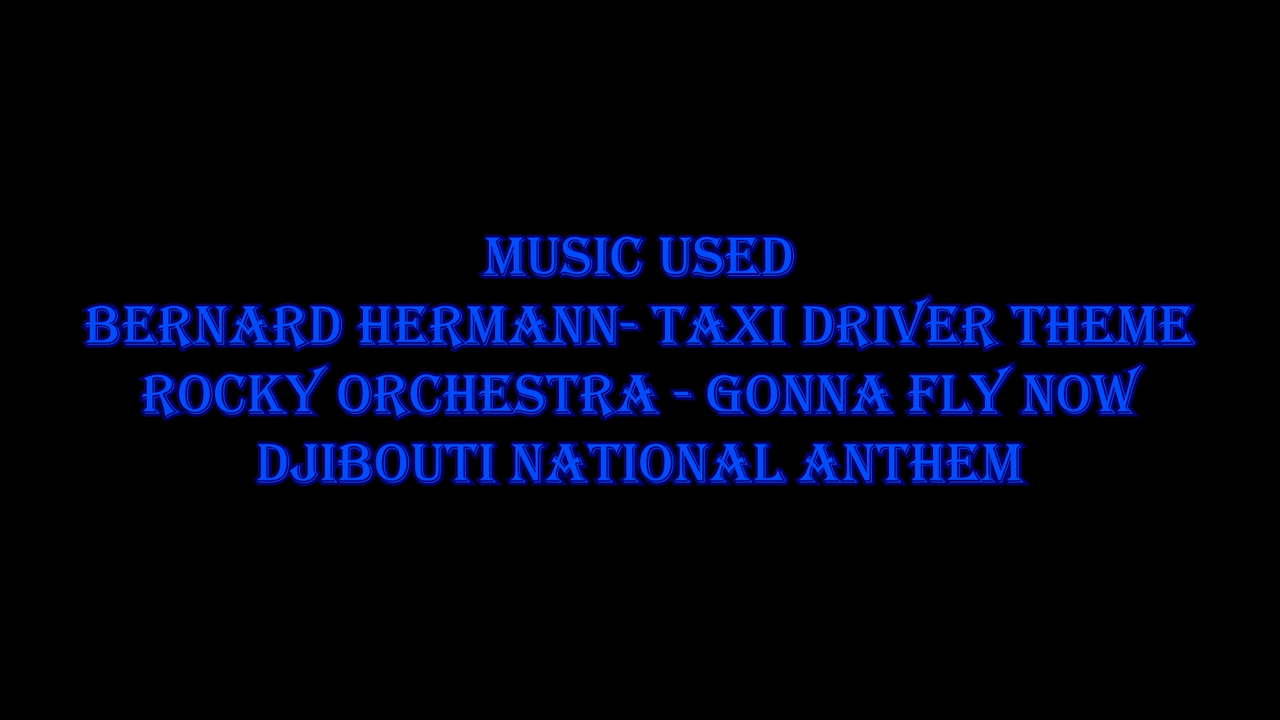 MUSIC USED
BERNARD HERMANN- TAXI DRIVER THEME
ROCKY ORCHESTRA - GONNA FLY NOW
DJIBOUTI NATIONAL ANTHEM